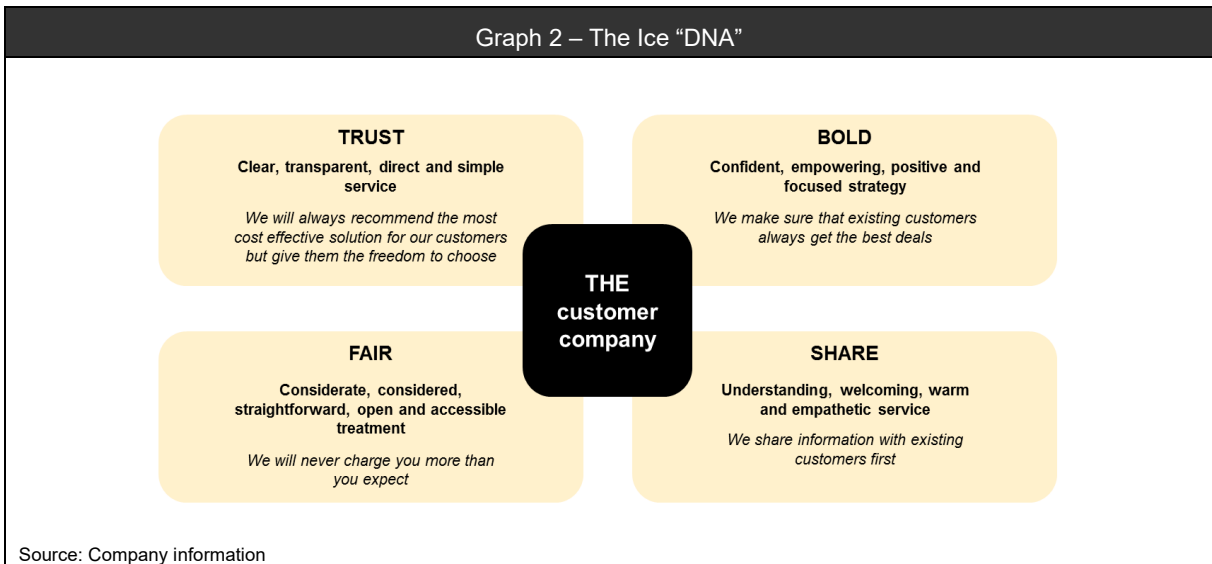 Graph 2 – The Ice “DNA”
TRUST
Clear, transparent, direct and simple
service
We will always recommend the most
cost effective solution for our customers
but give them the freedom to choose
BOLD
Confident, empowering, positive and
focused strategy
We make sure that existing customers
always get the best deals
THE
customer
company
FAIR
Considerate, considered,
straightforward, open and accessible
treatment
We will never charge you more than
you expect
SHARE
Understanding, welcoming, warm
and empathetic service
We share information with existing
customers first
Source: Company information